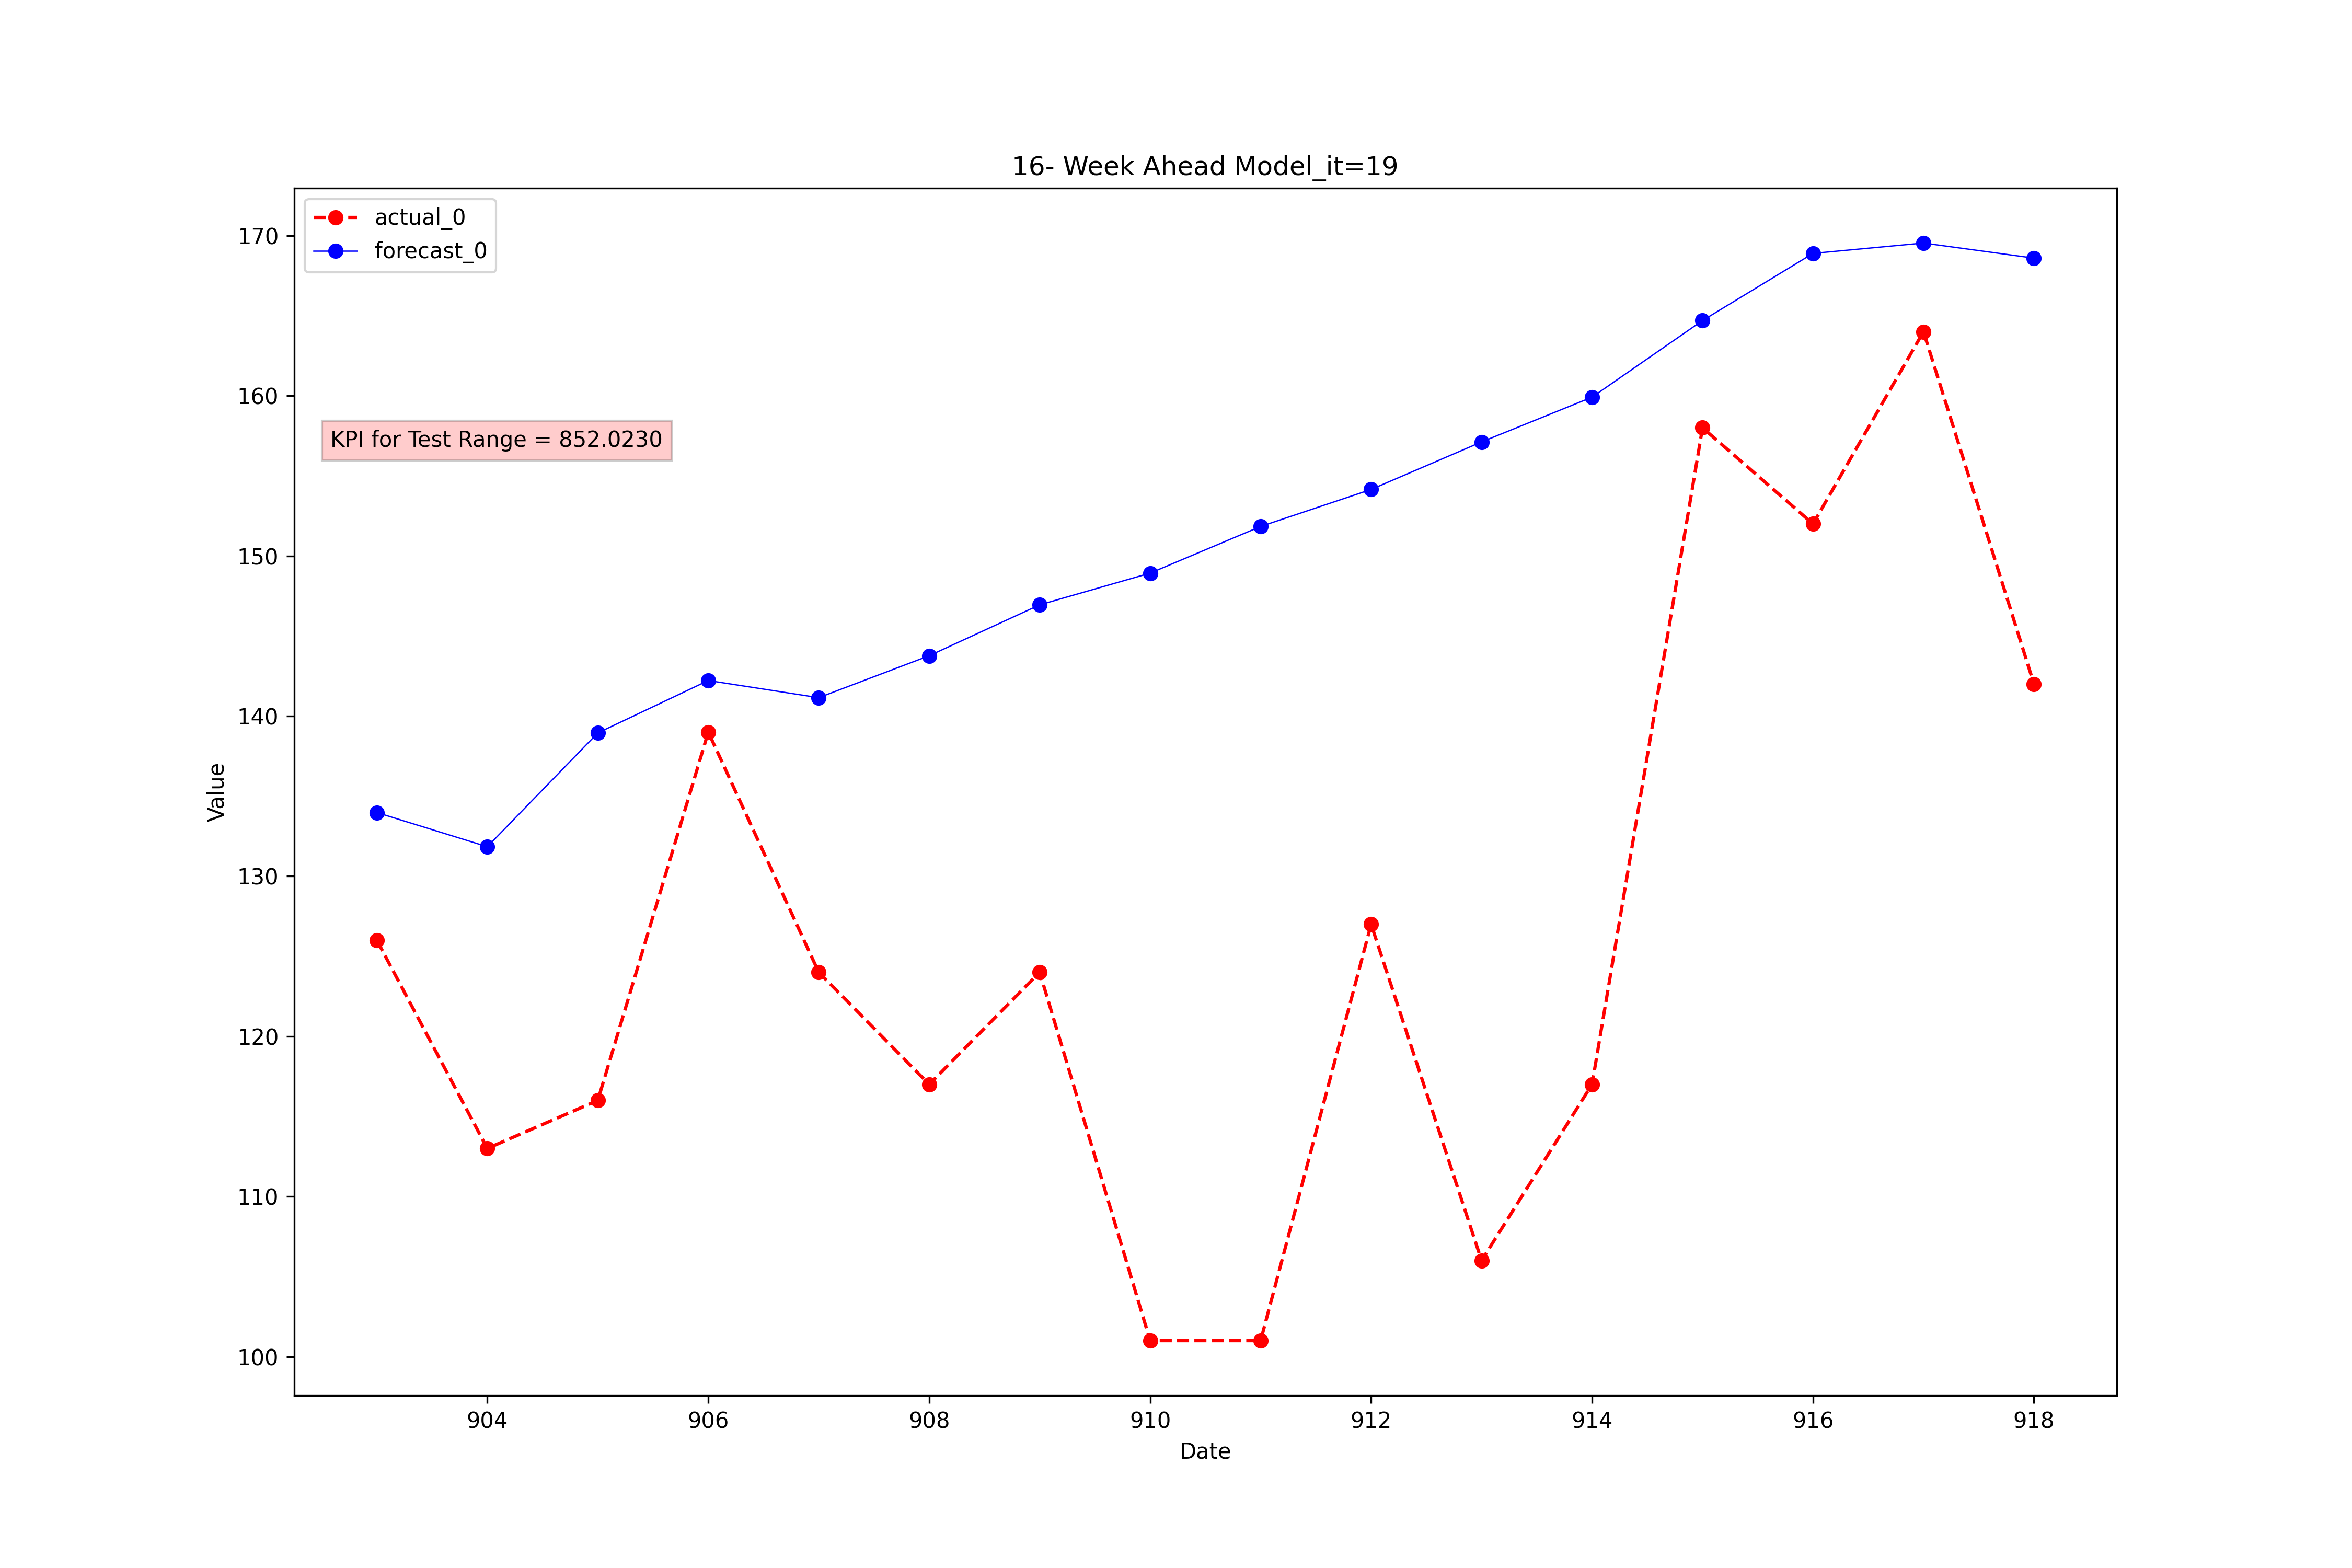 16- Week Ahead Model_it=19
actual_0
forecast_0
KPI for Test Range = 852.0230
170
160
150
140
130
120
110
100
Value
904 906 908 910 912 914 916 918
Date